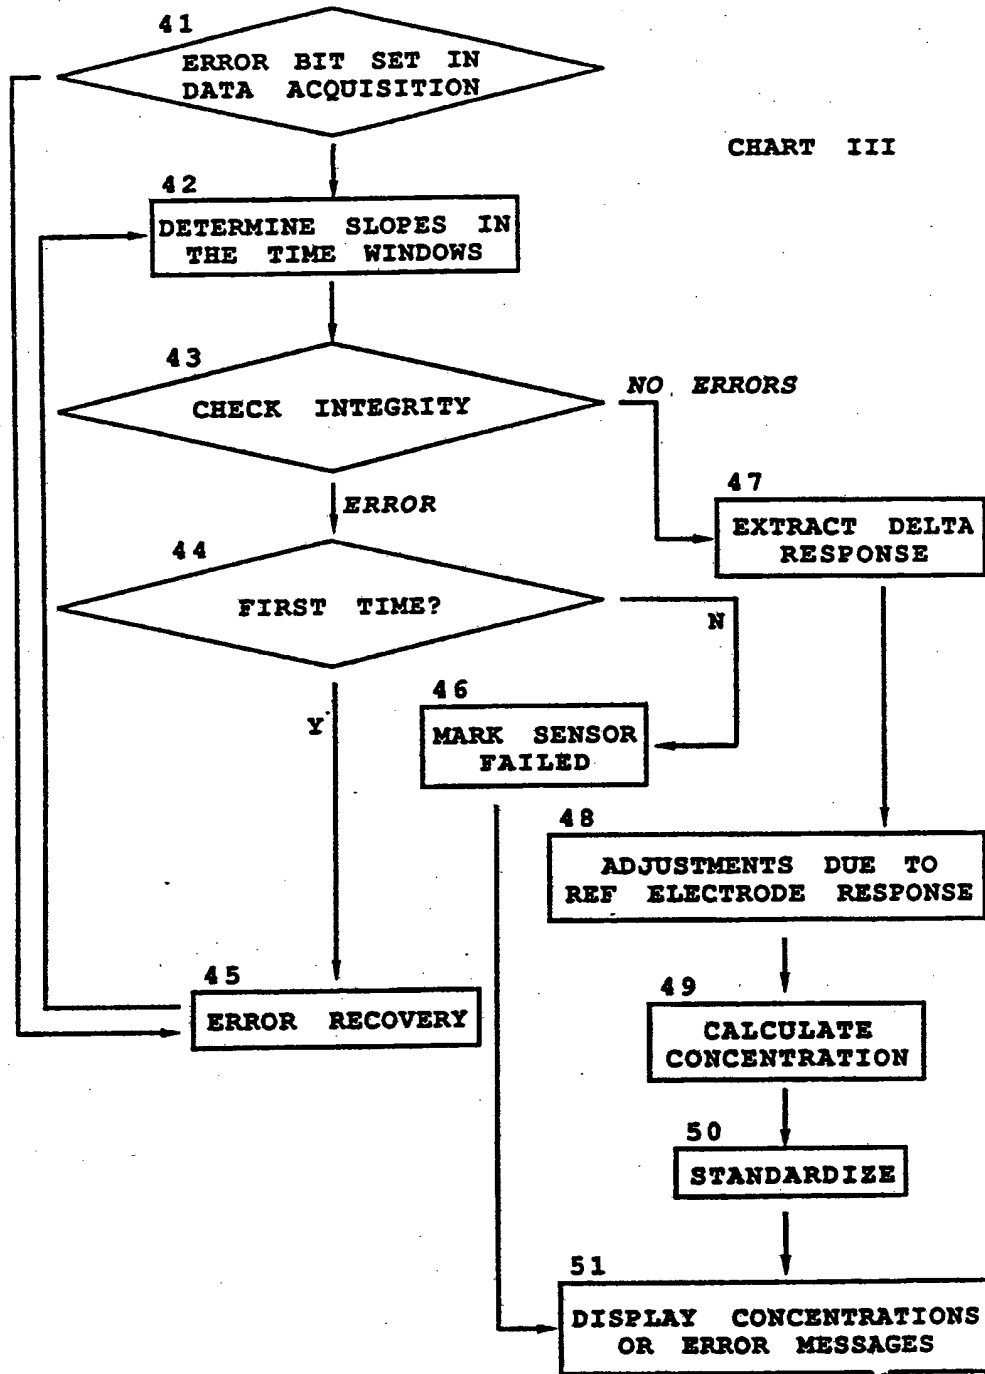 41
ERROR BIT SET IN
DATA ACQUISITION
CHART III
42
DETERMINE SLOPES IN
THE TIME WINDOWS
43
CHECK INTEGRITY
NO ERRORS
ERROR
47
EXTRACT DELTA
RESPONSE
44
FIRST TIME?
N
Y
46
MARK SENSOR
FAILED
48
ADJUSTMENTS DUE TO
REF ELECTRODE RESPONSE
45
ERROR RECOVERY
49
CALCULATE
CONCENTRATION
50
STANDARDIZE
51
DISPLAY CONCENTRATIONS
OR ERROR MESSAGES